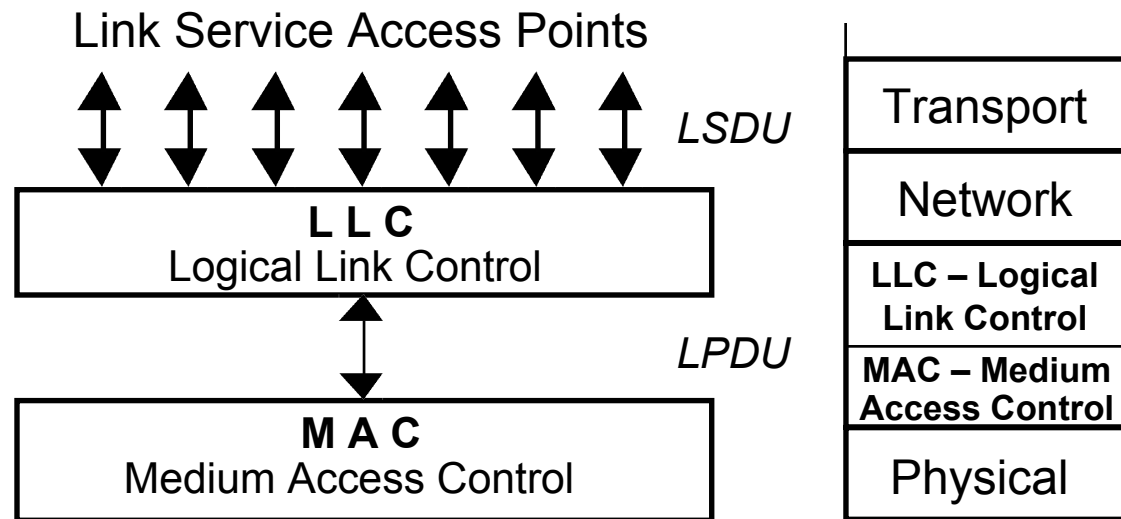 Link Service Access Points
LSDU
L L C
Logical Link Control
LPDU
M A C
Medium Access Control
Transport
Network
LLC – Logical
Link Control
MAC – Medium
Access Control
Physical